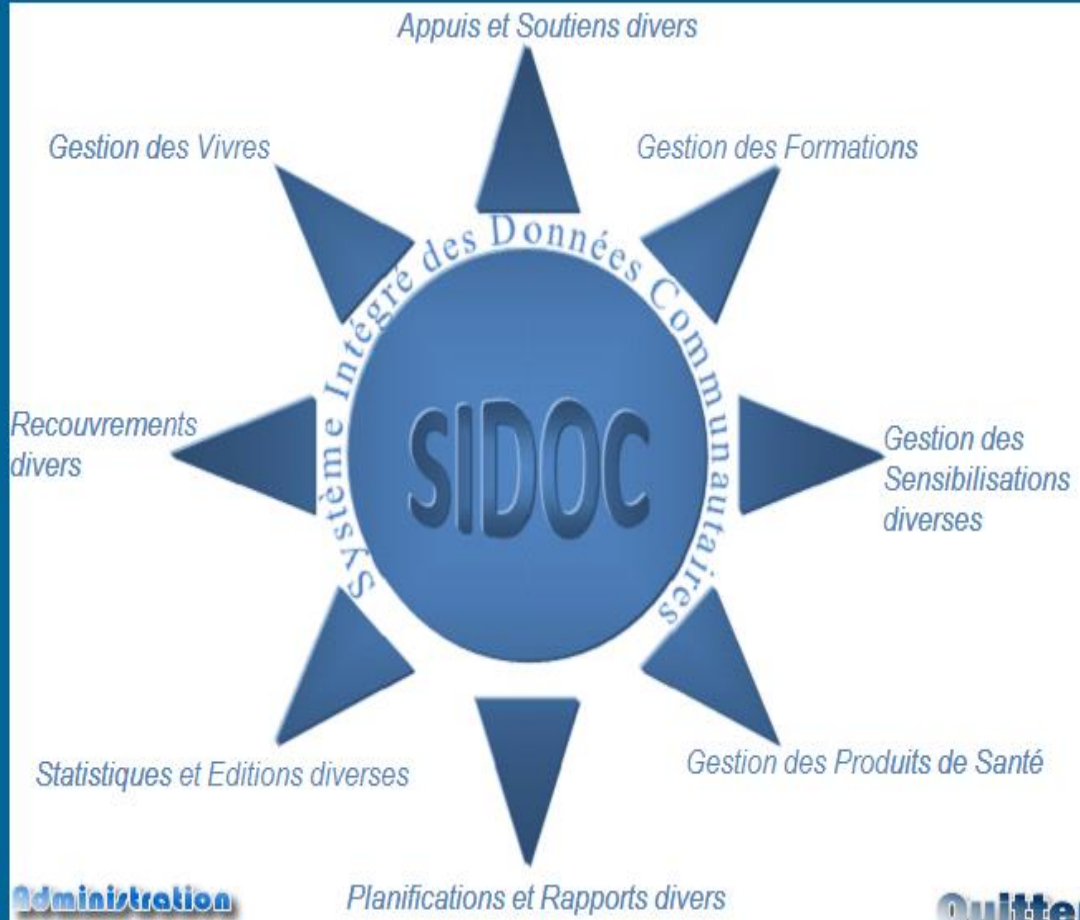 Appuis et Soutiens divers
Gestion des Vivres
Gestion des Formations
Système Intégré des Données Communautaires
SIDOC
Recouvrements
divers
Gestion des
Sensibilisations
diverses
Statistiques et Editions diverses
Gestion des Produits de Santé
Planifications et Rapports divers
Administration
Quitter